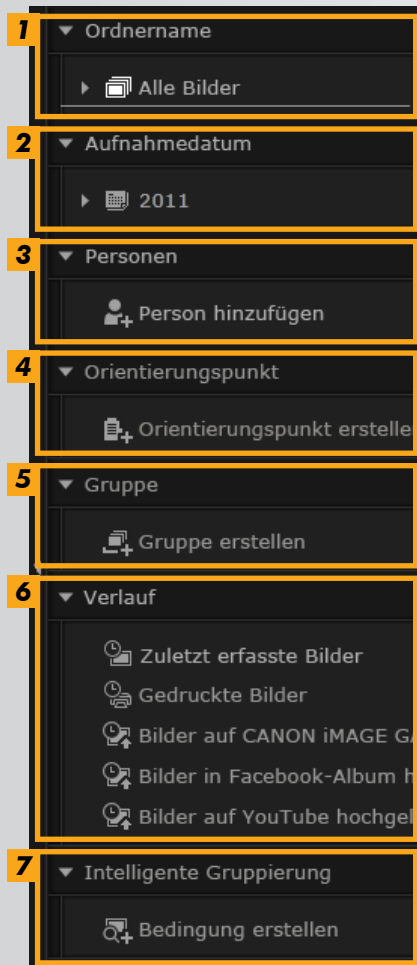 1 Ordnername
Alle Bilder
2 Aufnahmedatum
2011
3 Personen
Person hinzufügen
4 Orientierungspunkt
Orientierungspunkt erstelle
5 Gruppe
Gruppe erstellen
6 Verlauf
Zuletzt erfasste Bilder
Gedruckte Bilder
Bilder auf CANON iMAGE GA
Bilder in Facebook-Album h
Bilder auf YouTube hochgel
7 Intelligente Gruppierung
Bedingung erstellen